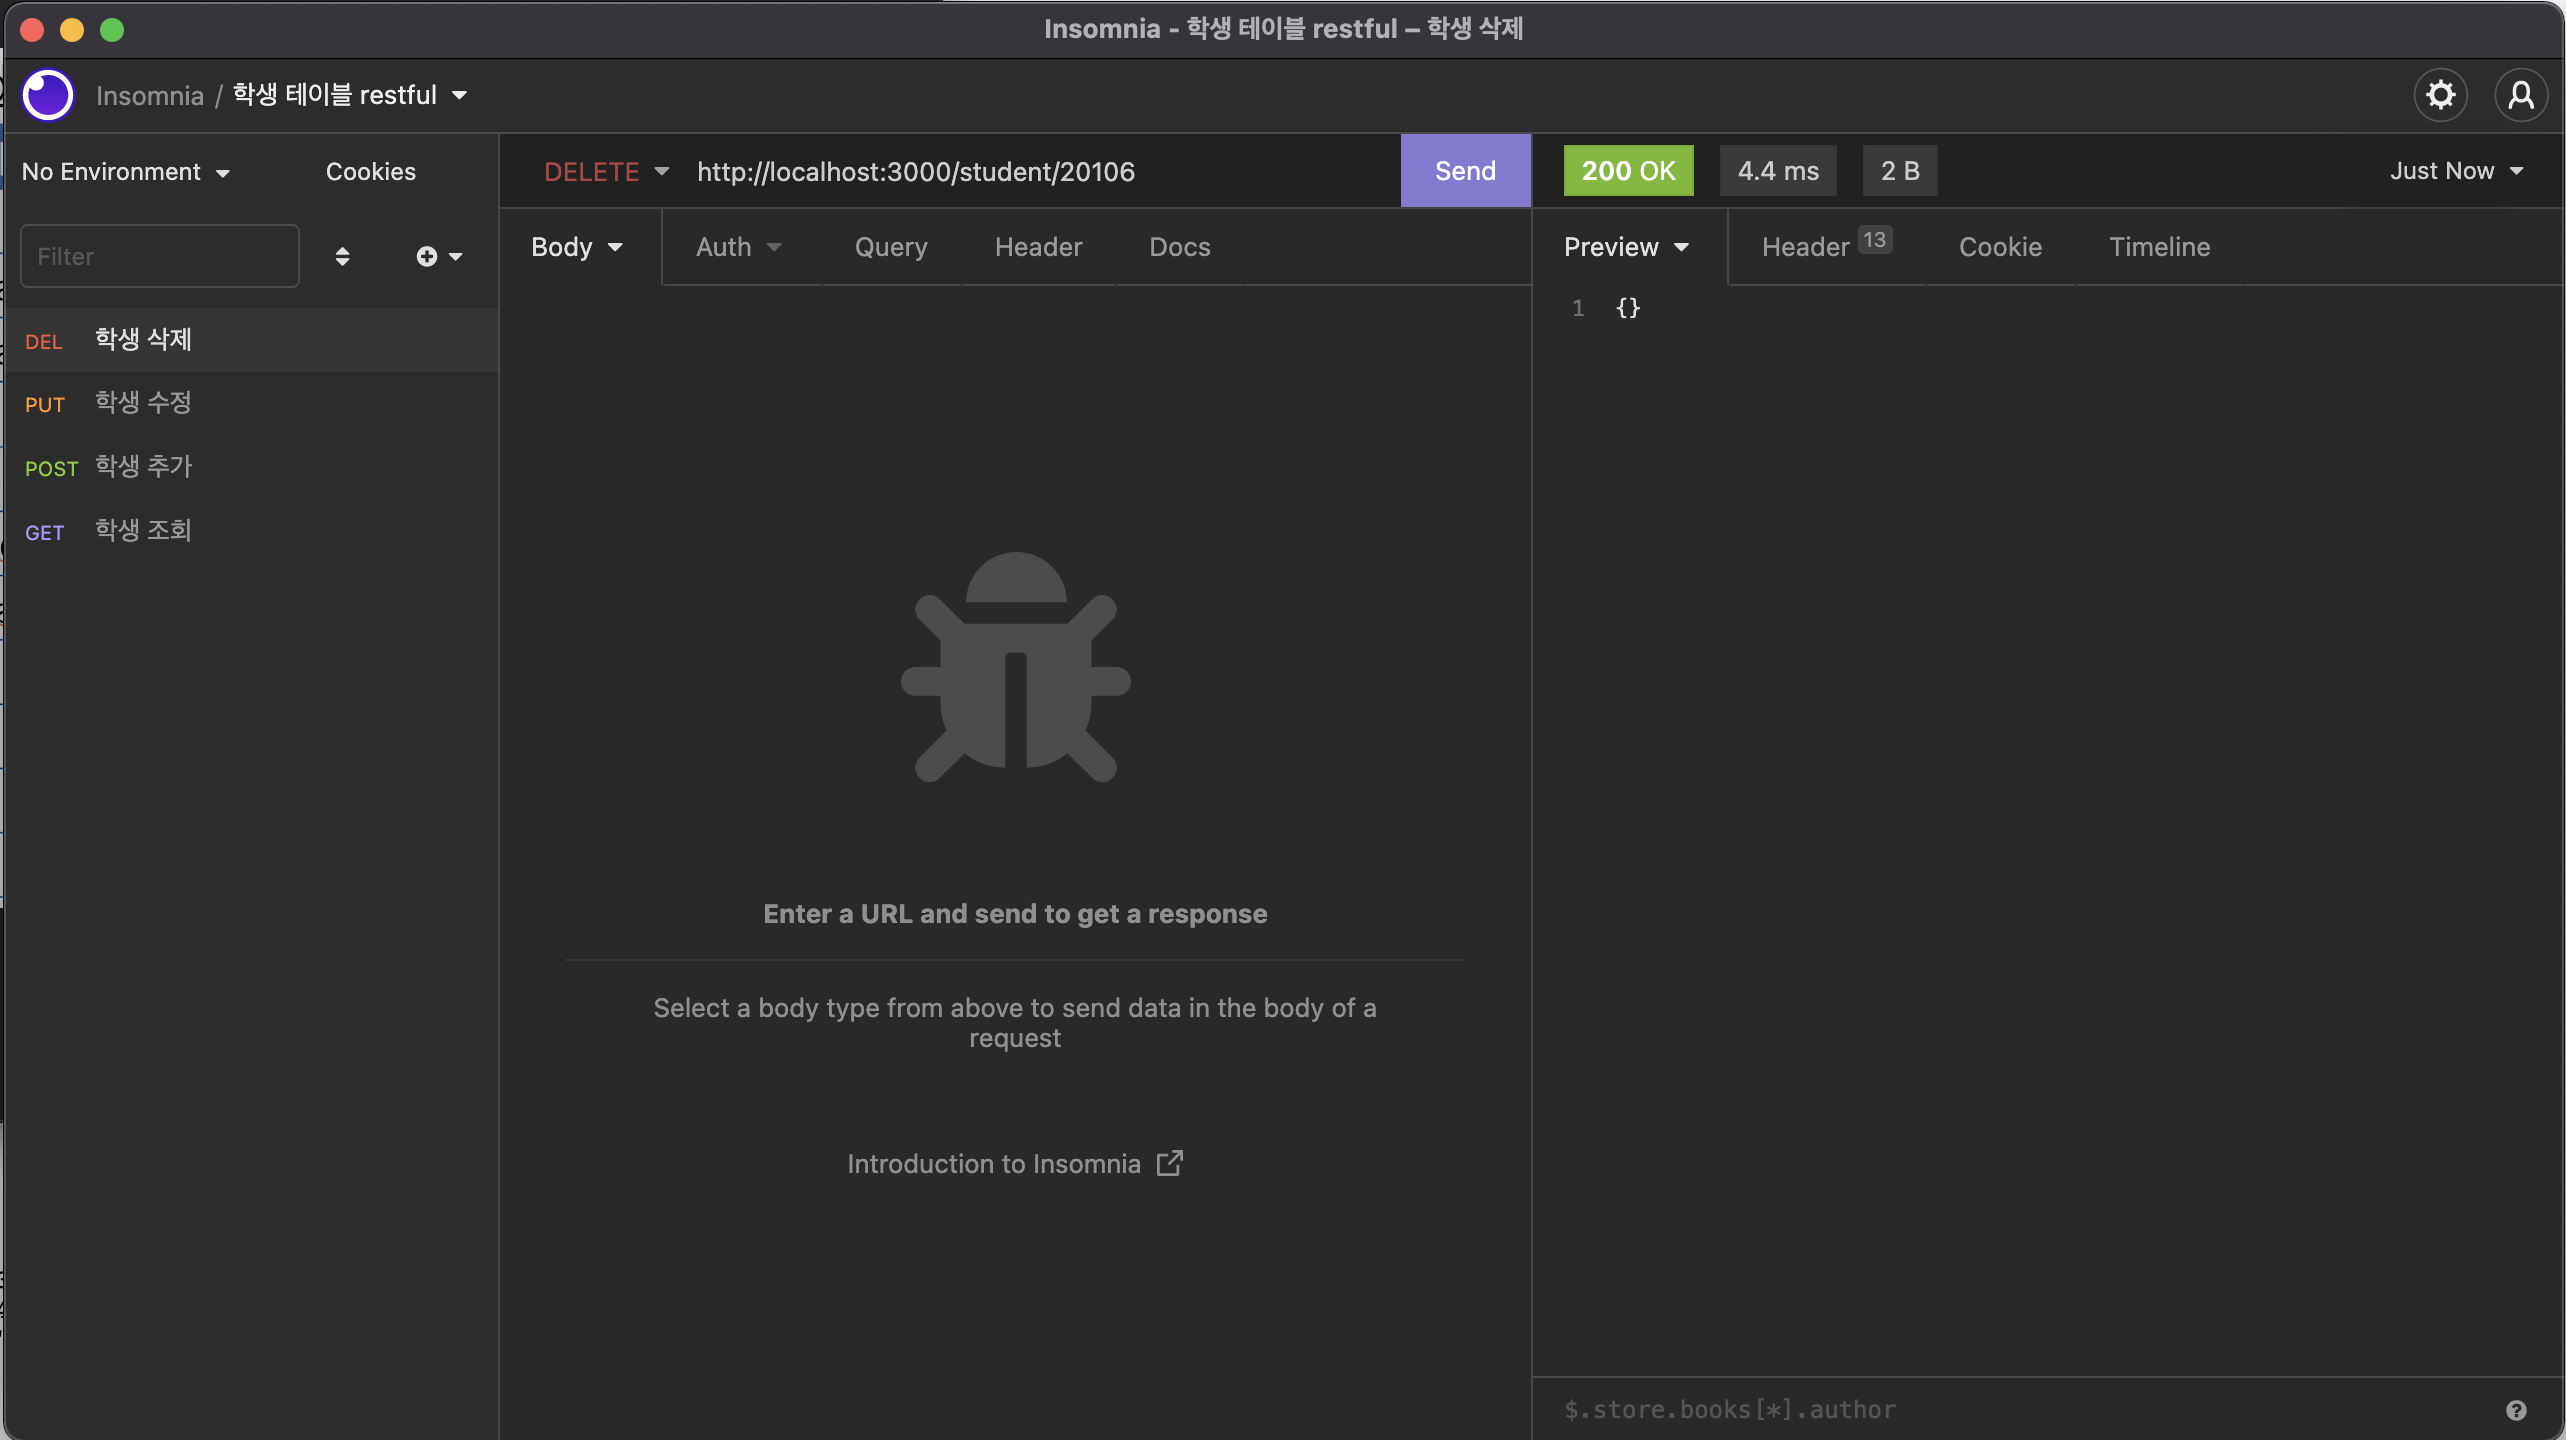 Insomnia - 학생 테이블 restful – 학생 삭제
Insomnia / 학생 테이블 restful
No Environment Cookies
Filter
DEL 학생 삭제
PUT 학생 수정
POST 학생 추가
GET 학생 조회
DELETE http://localhost:3000/student/20106 Send
Body Auth Query Header Docs
Enter a URL and send to get a response
Select a body type from above to send data in the body of a
request
Introduction to Insomnia
200 OK 4.4 ms 2 B Just Now
Preview Header 13 Cookie Timeline
1 {}
$.store.books[*].author